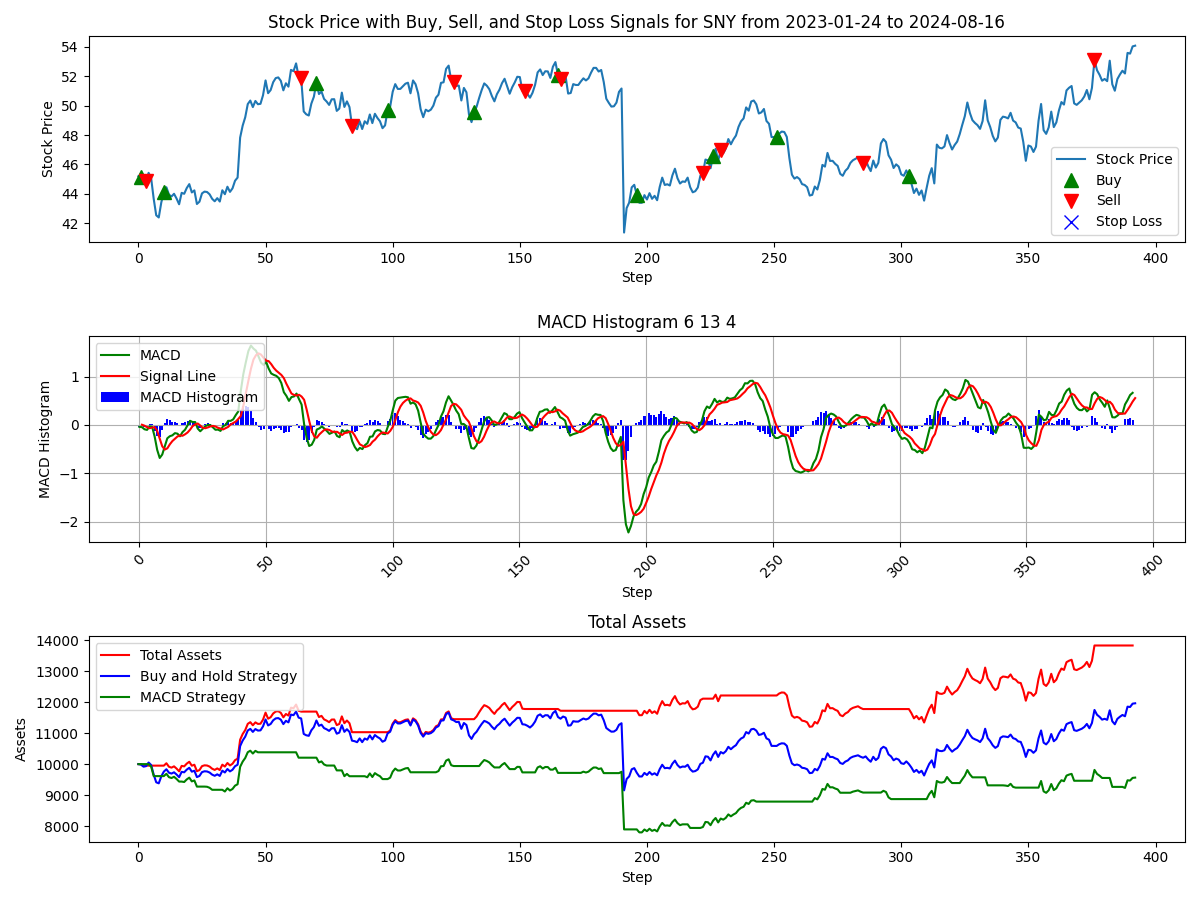 Stock Price with Buy, Sell, and Stop Loss Signals for SNY from 2023-01-24 to 2024-08-16
Stock Price
54
52
50
48
46
44
42
Stock Price
Buy
Sell
Stop Loss
0 50 100 150 200 250 300 350 400
Step
MACD Histogram 6 13 4
MACD Histogram
1
0
−1
−2
MACD
Signal Line
MACD Histogram
0 50 100 150 200 250 300 350 400
Step
Total Assets
Assets
14000
13000
12000
11000
10000
9000
8000
Total Assets
Buy and Hold Strategy
MACD Strategy
0 50 100 150 200 250 300 350 400
Step